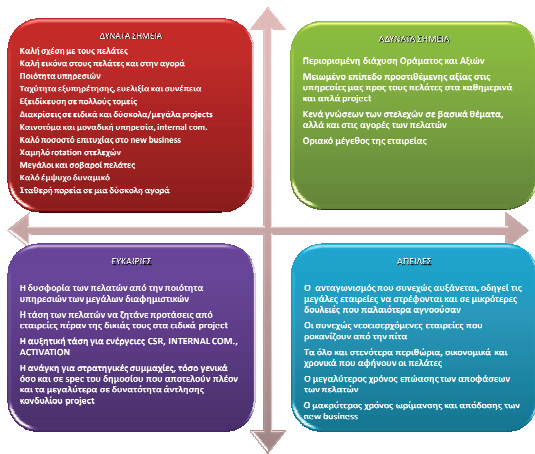 ΔΥΝΑΤΑ ΣΗΜΕΙΑ
Καλή σχέση με τους πελάτες
Καλή εικόνα στους πελάτες και στην αγορά
Ποιότητα υπηρεσιών
Ταχύτητα εξυπηρέτησης, ευελιξία και συνέπεια
Εξειδίκευση σε πολλούς τομείς
Διακρίσεις σε ειδικά και δύσκολα/μεγάλα projects
Καινοτόμα και μοναδική υπηρεσία, internal com.
Καλό ποσοστό επιτυχίας στο new business
Χαμηλό rotation στελεχών
Μεγάλοι και σοβαροί πελάτες
Καλό έμψυχο δυναμικό
Σταθερή πορεία σε μια δύσκολη αγορά
ΑΔΥΝΑΤΑ ΣΗΜΕΙΑ
Περιορισμένη διάχυση Οράματος και Αξιών
Μειωμένο επίπεδο προστιθέμενης αξίας στις
υπηρεσίες μας προς τους πελάτες στα καθημερινά
και απλά project
Κενά γνώσεων των στελεχών σε βασικά θέματα,
αλλά και στις αγορές των πελατών
Οριακό μέγεθος της εταιρείας
ΕΥΚΑΙΡΙΕΣ
Η δυσφορία των πελατών από την ποιότητα
υπηρεσιών των μεγάλων διαφημιστικών
Η τάση των πελατών να ζητάνε προτάσεις από
εταιρείες πέραν της δικιάς τους στα ειδικά project
Η αυξητική τάση για ενέργειες CSR, INTERNAL COM.,
ACTIVATION
Η ανάγκη για στρατηγικές συμμαχίες, τόσο γενικά
όσο και σε spec του δημοσίου που αποτελούν πλέον
και τα μεγαλύτερα σε δυνατότητα άντλησης
κονδυλίου project
ΑΠΕΙΛΕΣ
Ο ανταγωνισμός που συνεχώς αυξάνεται, οδηγεί τις
μεγάλες εταιρείες να στρέφονται και σε μικρότερες
δουλειές που παλαιότερα αγνοούσαν
Οι συνεχώς νεοεισερχόμενες εταιρείες που
ροκανίζουν από την πίτα
Τα όλο και στενότερα περιθώρια, οικονομικά και
χρονικά που αφήνουν οι πελάτες
Ο μεγαλύτερος χρόνος επώασης των αποφάσεων
των πελατών
Ο μακρύτερος χρόνος ωρίμανσης και απόδοσης των
new business